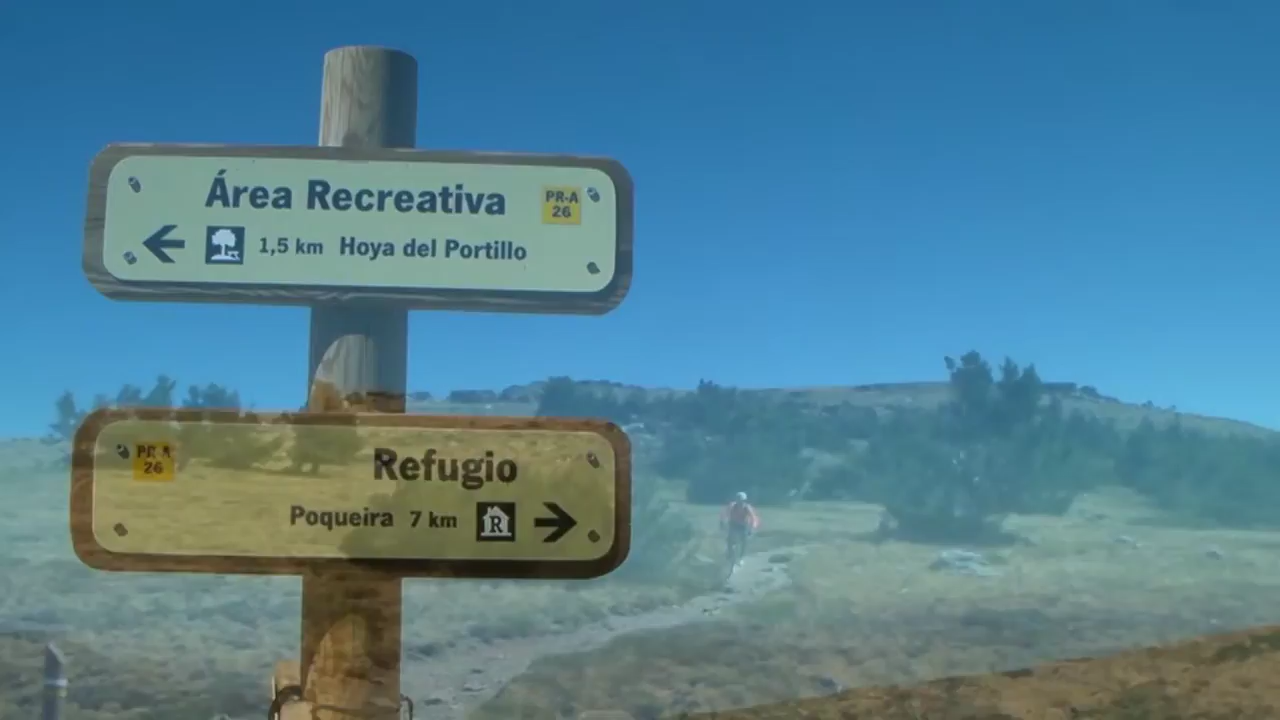 Área Recreativa
PR-A
26
1,5 km Hoya del Portillo
PR A
26
Refugio
Poqueira 7 km R